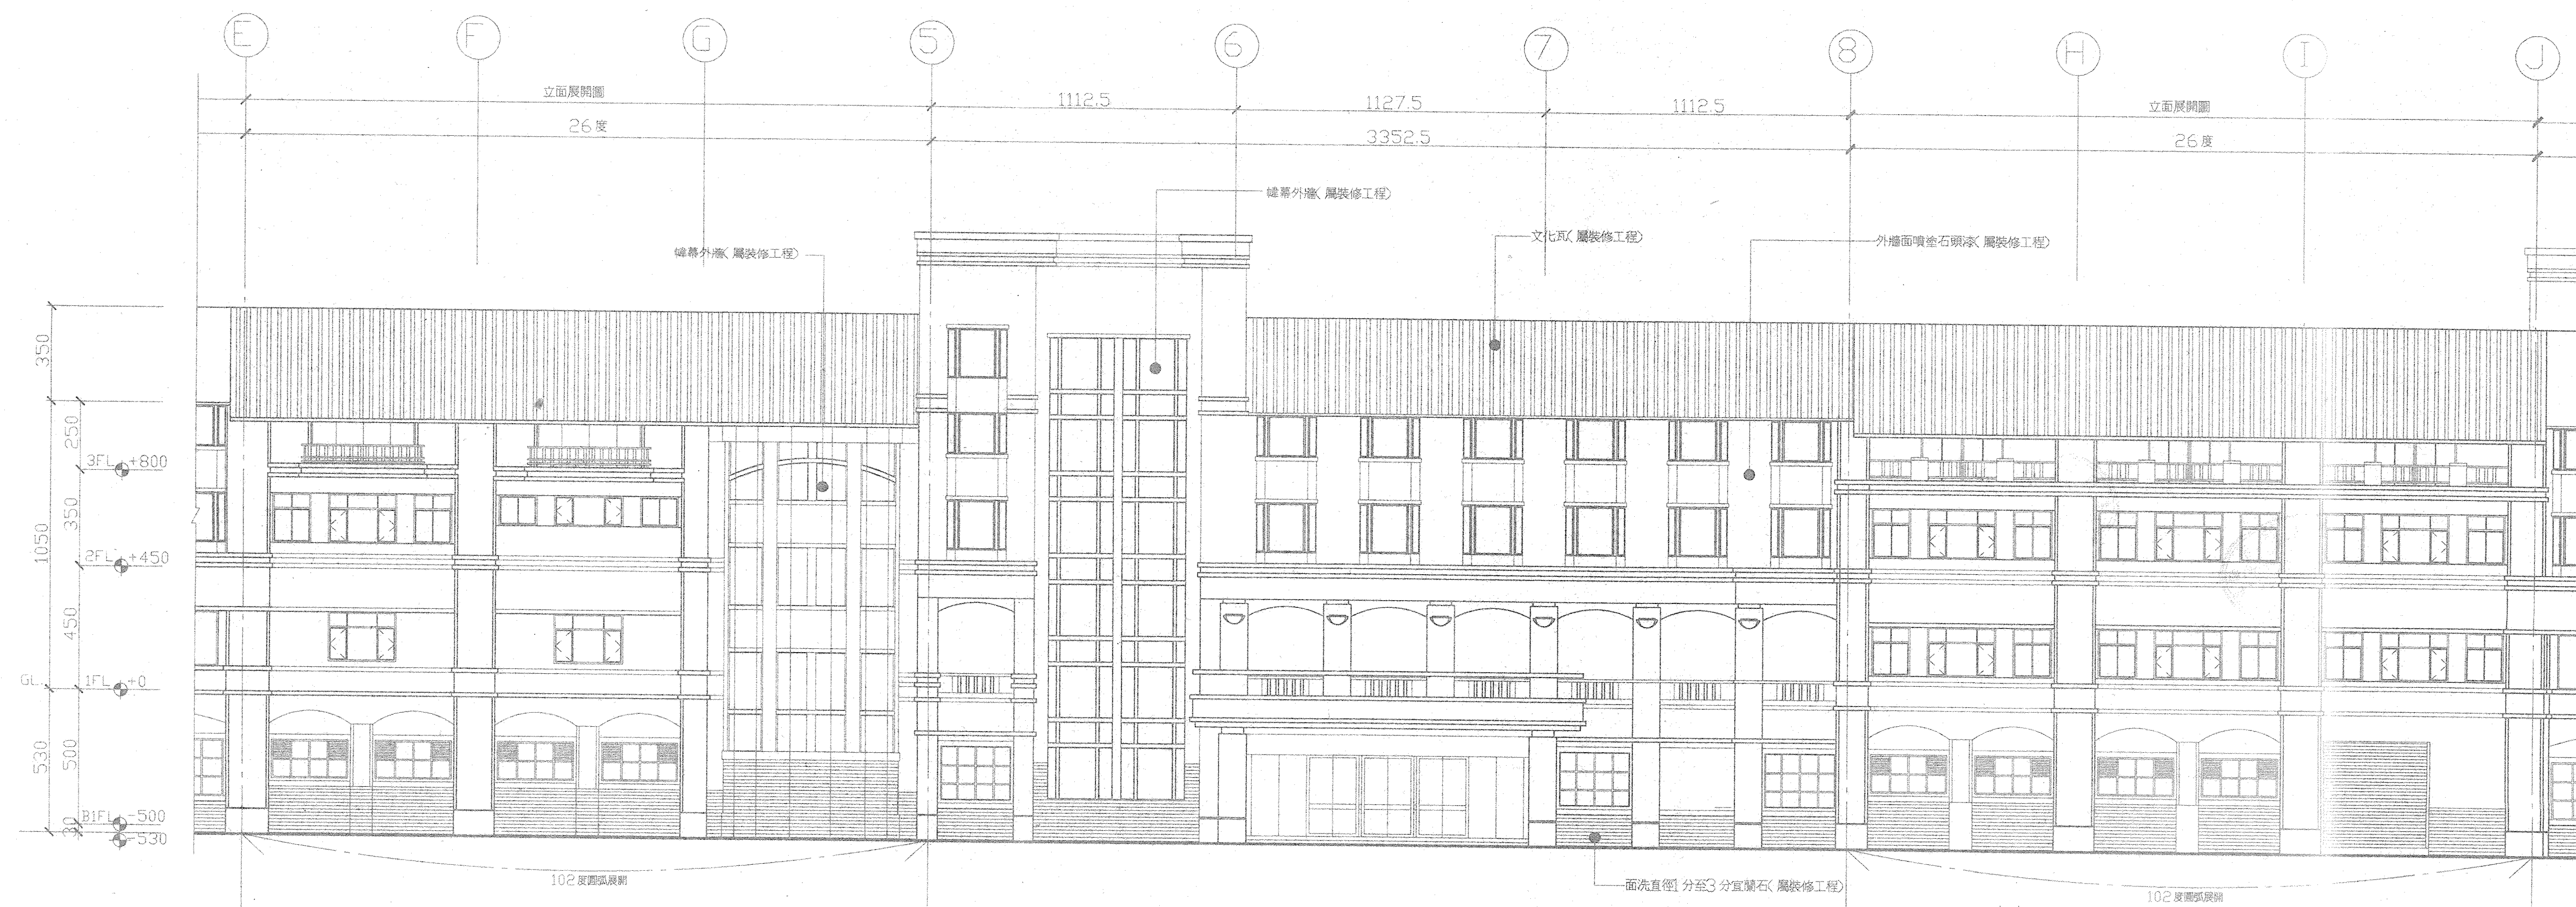 E F G 5 6 7 8 H I J
立面展開圖 1112.5 1127.5 1112.5 立面展開圖
26度 3352.5 26度
幃幕外牆(屬裝修工程)
文化瓦(屬裝修工程)
外牆面噴塗石頭漆(屬裝修工程)
幃幕外牆(屬裝修工程)
350
250
3FL +800
350
1050
2FL +450
450
GL 1FL +0
530
500
B1FL -500
30
-530
102度圓弧展開
面洗直徑1分至3分宜蘭石(屬裝修工程)
102度圓弧展開